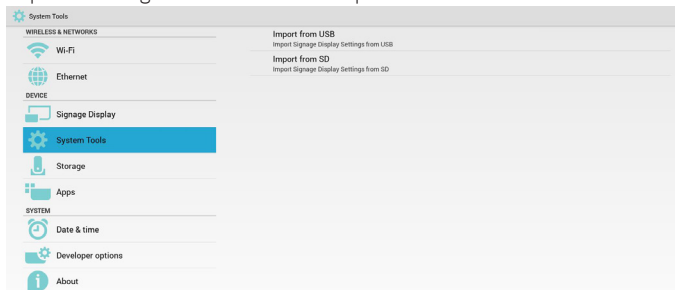 System Tools
WIRELESS & NETWORKS
Wi-Fi
Ethernet
DEVICE
Signage Display
System Tools
Storage
Apps
SYSTEM
Date & time
Developer options
About
Import from USB
Import Signage Display Settings from USB
Import from SD
Import Signage Display Settings from SD